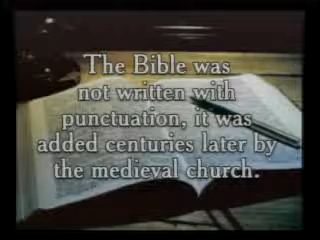 The Bible was
not written with
punctuation, it was
added centuries later by
the medieval church.